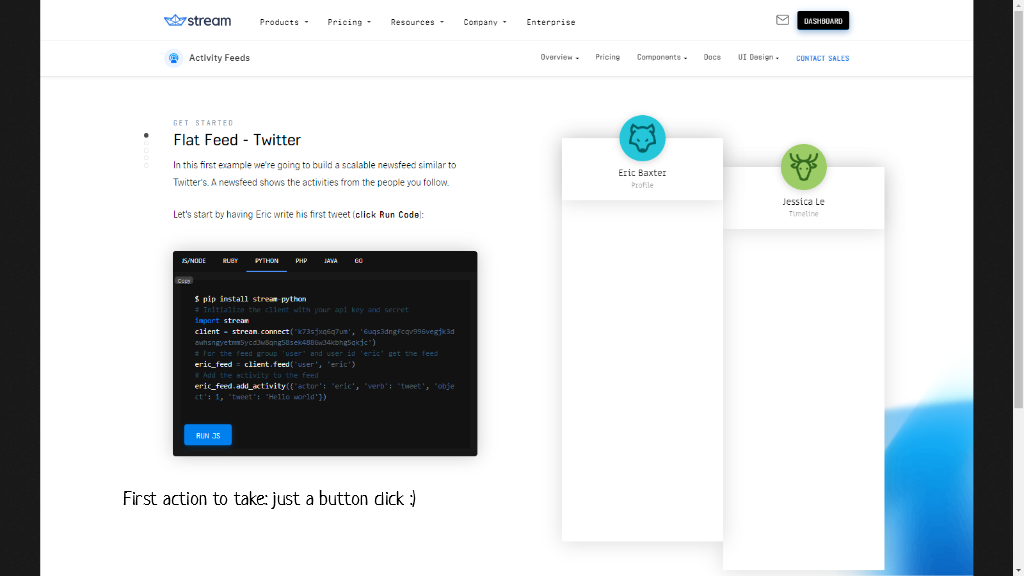 stream
Products
Pricing
Resources
Company
Enterprise
DASHBOARD
Activity Feeds
Overview
Pricing
Components
Docs
UI Design
CONTACT SALES
GET STARTED
Flat Feed - Twitter
In this first example we're going to build a scalable newsfeed similar to
Twitter's. A newsfeed shows the activities from the people you follow.
Let's start by having Eric write his first tweet (click Run Code):
JS/NODE RUBY PYTHON PHP JAVA GO
Copy
$ pip install stream-python
# Initialize the client with your api key and secret
import stream
client = stream.connect(
# For the feed group 'user' and user id 'eric' get the feed
eric_feed = client.feed('user', 'eric')
# Add the activity to the feed
eric_feed.add_activity({'actor': 'eric', 'verb': 'tweet', 'obje
ct': 1, 'tweet': 'Hello world'})
RUN JS
Eric Baxter
Profile
Jessica Le
Timeline
First action to take: just a button click :)